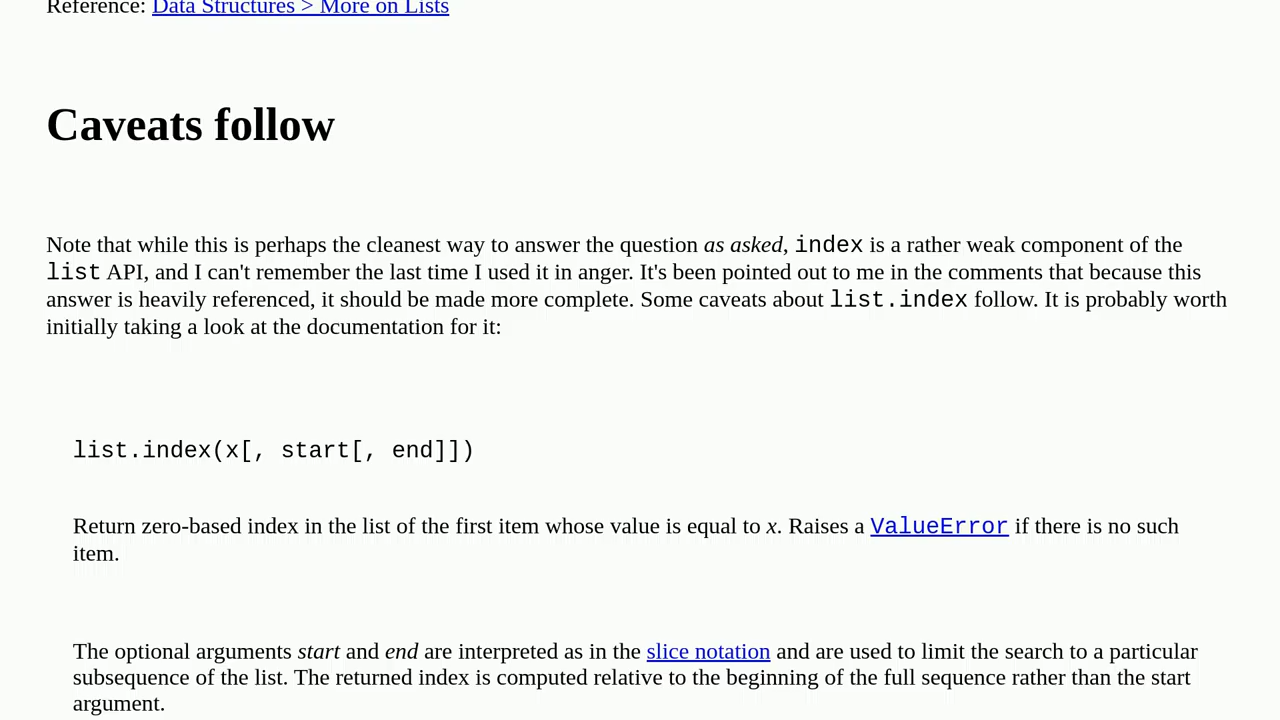 Reference: Data Structures > More on Lists
Caveats follow
Note that while this is perhaps the cleanest way to answer the question as asked, index is a rather weak component of the
list API, and I can't remember the last time I used it in anger. It's been pointed out to me in the comments that because this
answer is heavily referenced, it should be made more complete. Some caveats about list.index follow. It is probably worth
initially taking a look at the documentation for it:
list.index(x[, start[, end]])
Return zero-based index in the list of the first item whose value is equal to x. Raises a ValueError if there is no such
item.
The optional arguments start and end are interpreted as in the slice notation and are used to limit the search to a particular
subsequence of the list. The returned index is computed relative to the beginning of the full sequence rather than the start
argument.